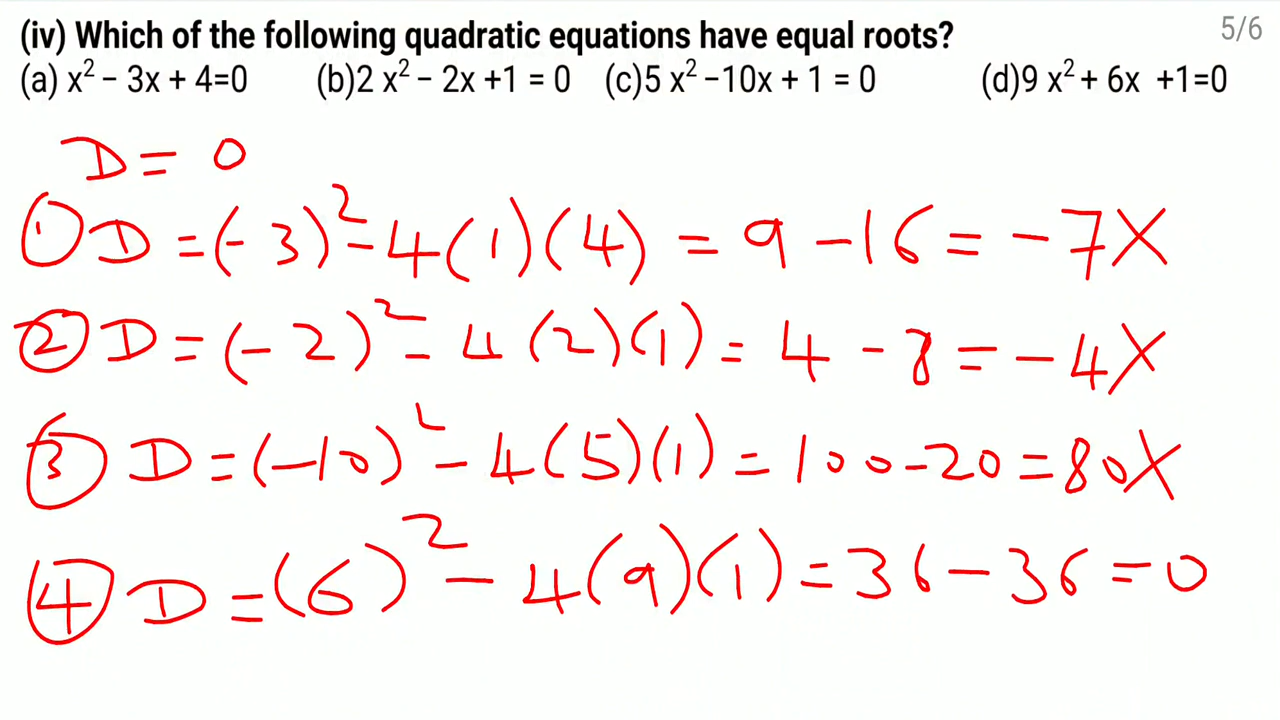 (iv) Which of the following quadratic equations have equal roots?
5/6
(a) x² – 3x + 4=0 (b)2 x² – 2x +1 = 0 (c)5 x² –10x + 1 = 0 (d)9 x² + 6x +1=0
D = 0
① D = (-3)² - 4(1)(4) = 9 - 16 = -7X
② D = (-2)² - 4(2)(1) = 4 - 8 = -4X
③ D = (-10)² - 4(5)(1) = 100-20 = 80X
④ D = (6)² - 4(9)(1) = 36 - 36 = 0